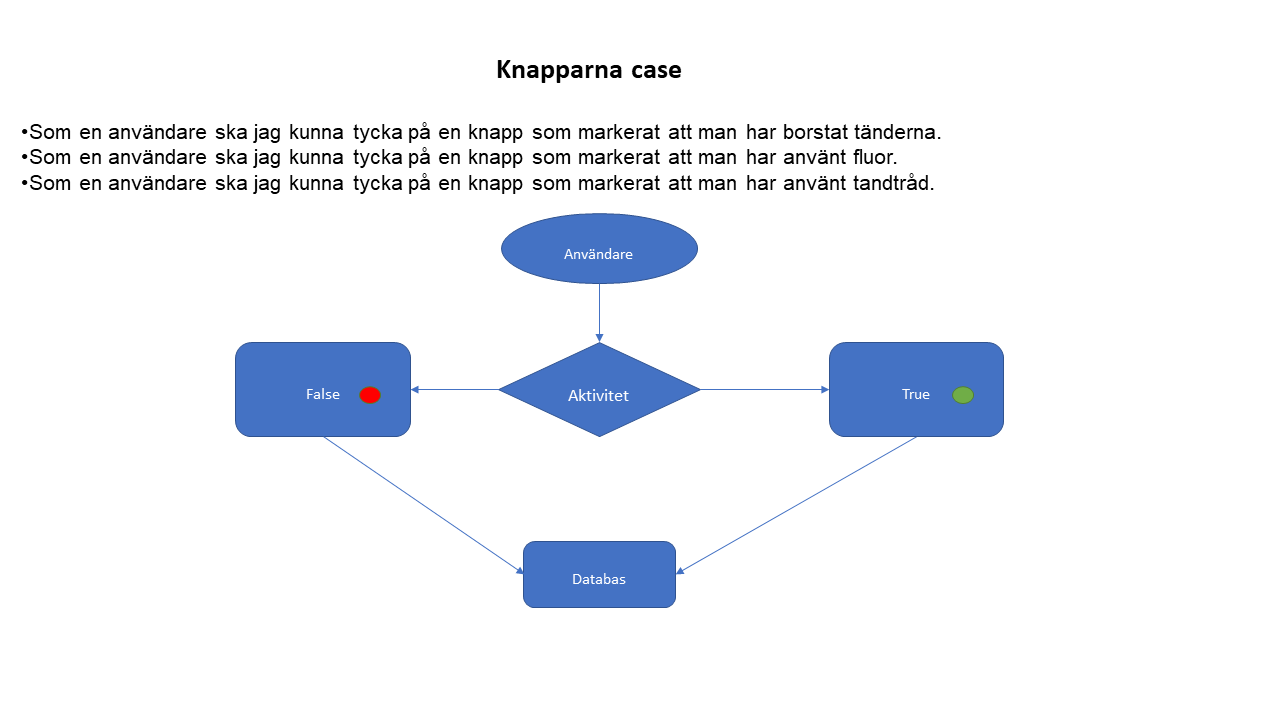 Knapparna case
•Som en användare ska jag kunna tycka på en knapp som markerat att man har borstat tänderna.
•Som en användare ska jag kunna tycka på en knapp som markerat att man har använt fluor.
•Som en användare ska jag kunna tycka på en knapp som markerat att man har använt tandtråd.
Användare
False
Aktivitet
True
Databas